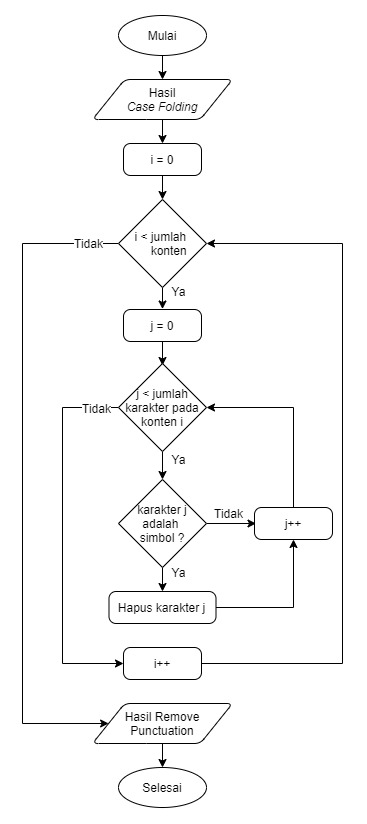 Mulai
Hasil
Case Folding
i = 0
i < jumlah
konten
Tidak
Ya
j = 0
j < jumlah
karakter pada
konten i
Tidak
Ya
karakter j
adalah
simbol ?
Tidak
j++
Ya
Hapus karakter j
i++
Hasil Remove
Punctuation
Selesai